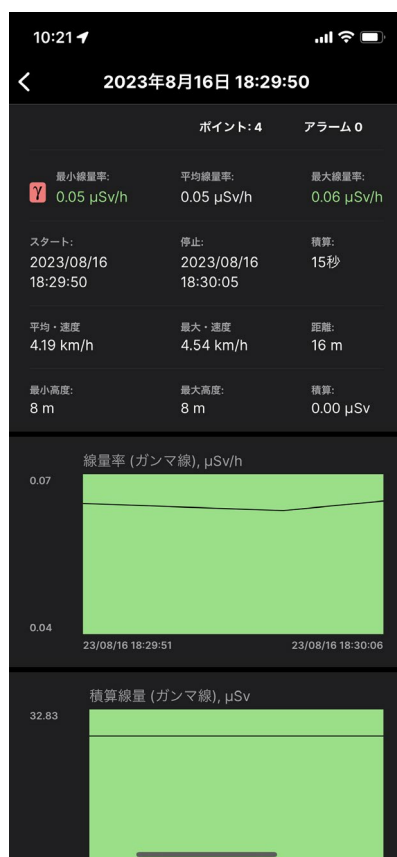 10:21
2023年8月16日 18:29:50
ポイント: 4 アラーム 0
γ
最小線量率: 平均線量率: 最大線量率:
0.05 μSv/h 0.05 μSv/h 0.06 μSv/h
スタート: 停止: 積算:
2023/08/16 2023/08/16 15秒
18:29:50 18:30:05
平均・速度 最大・速度 距離:
4.19 km/h 4.54 km/h 16 m
最小高度: 最大高度: 積算:
8 m 8 m 0.00 μSv
線量率 (ガンマ線), μSv/h
0.07
0.04
23/08/16 18:29:51 23/08/16 18:30:06
積算線量 (ガンマ線), μSv
32.83